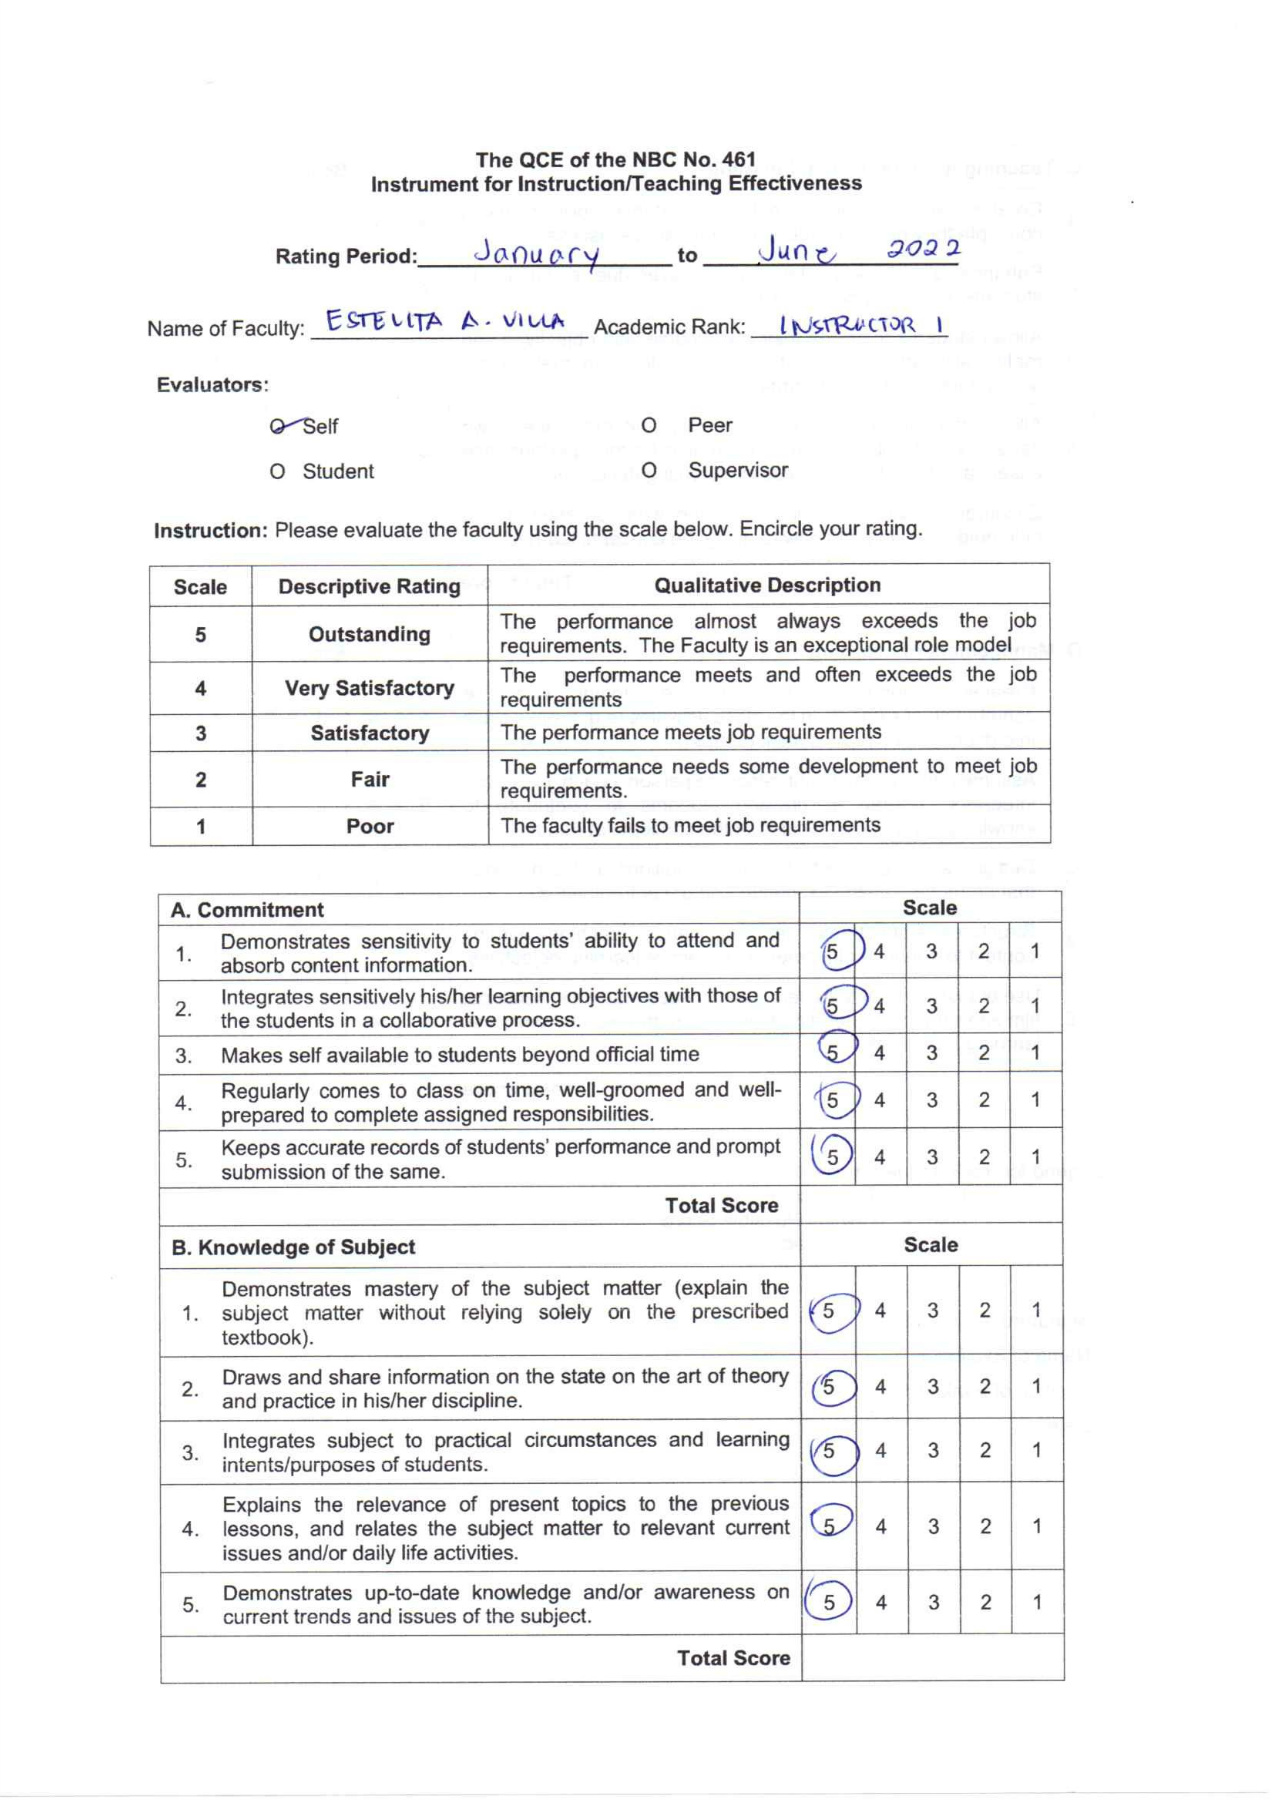 The QCE of the NBC No. 461
Instrument for Instruction/Teaching Effectiveness
Rating Period: January to June 2022
Name of Faculty: ESTELITA A. VILLA Academic Rank: INSTRUCTOR I
Evaluators:
O Self O Peer
O Student O Supervisor
Instruction: Please evaluate the faculty using the scale below. Encircle your rating.
Scale Descriptive Rating Qualitative Description
5 Outstanding The performance almost always exceeds the job
requirements. The Faculty is an exceptional role model
4 Very Satisfactory The performance meets and often exceeds the job
requirements
3 Satisfactory The performance meets job requirements
2 Fair The performance needs some development to meet job
requirements.
1 Poor The faculty fails to meet job requirements
A. Commitment Scale
1. Demonstrates sensitivity to students' ability to attend and
absorb content information. 5 4 3 2 1
2. Integrates sensitively his/her learning objectives with those of
the students in a collaborative process. 5 4 3 2 1
3. Makes self available to students beyond official time 5 4 3 2 1
4. Regularly comes to class on time, well-groomed and well-
prepared to complete assigned responsibilities. 5 4 3 2 1
5. Keeps accurate records of students' performance and prompt
submission of the same. 5 4 3 2 1
Total Score
B. Knowledge of Subject Scale
Demonstrates mastery of the subject matter (explain the
1. subject matter without relying solely on the prescribed 5 4 3 2 1
textbook).
2. Draws and share information on the state on the art of theory
and practice in his/her discipline. 5 4 3 2 1
3. Integrates subject to practical circumstances and learning
intents/purposes of students. 5 4 3 2 1
Explains the relevance of present topics to the previous
4. lessons, and relates the subject matter to relevant current 5 4 3 2 1
issues and/or daily life activities.
5. Demonstrates up-to-date knowledge and/or awareness on
current trends and issues of the subject. 5 4 3 2 1
Total Score